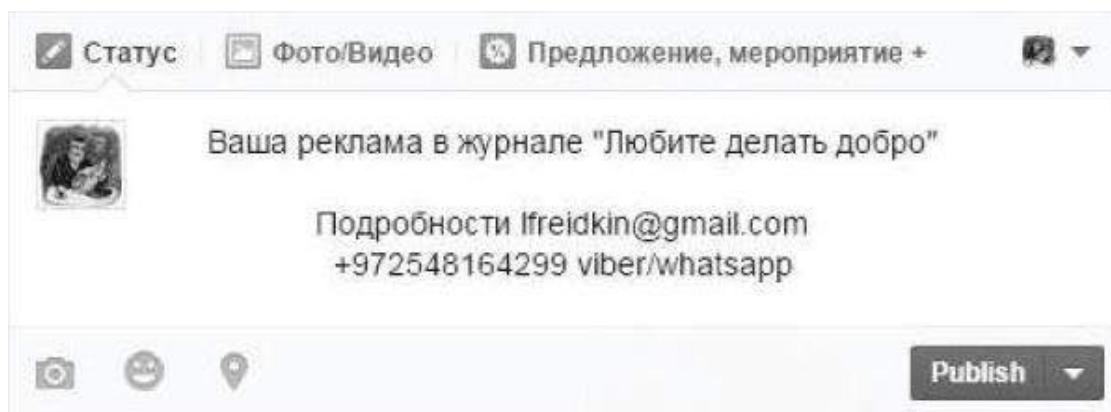 Статус Фото/Видео Предложение, мероприятие +
Ваша реклама в журнале "Любите делать добро"
Подробности lfreidkin@gmail.com
+972548164299 viber/whatsapp
Publish